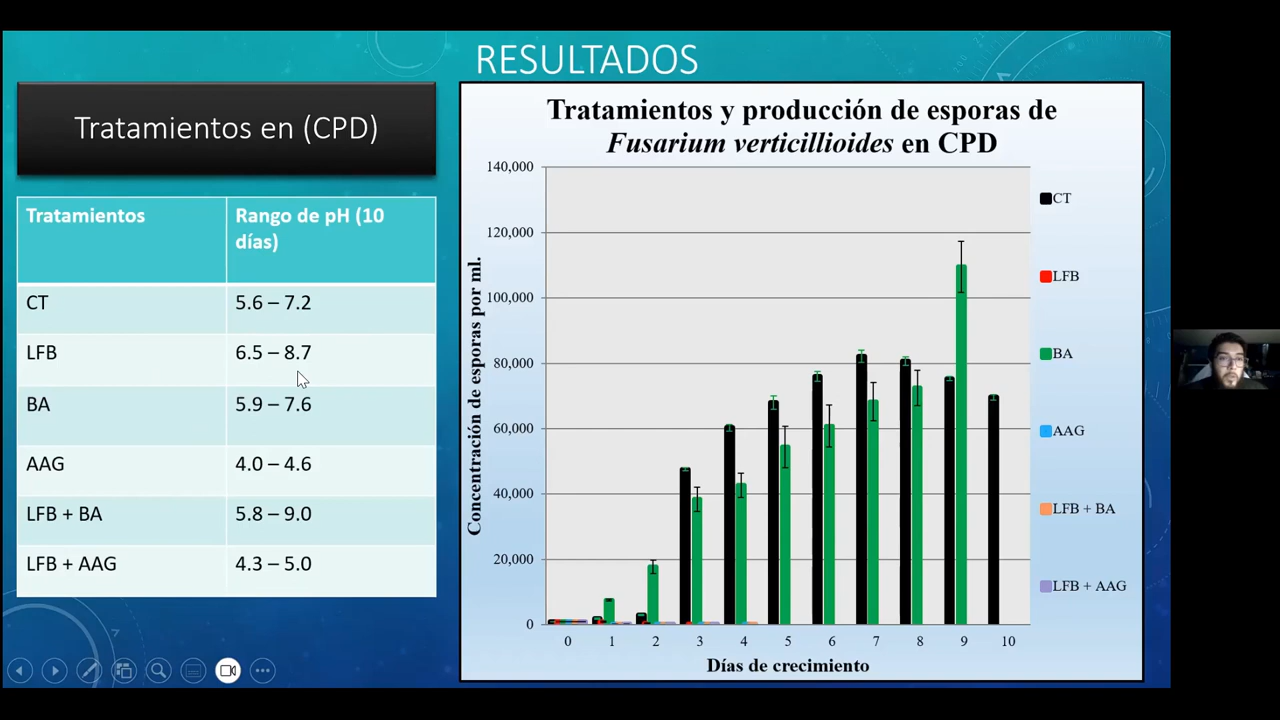 RESULTADOS
Tratamientos en (CPD)
Tratamientos
Rango de pH (10
días)
CT
5.6 – 7.2
LFB
6.5 – 8.7
BA
5.9 – 7.6
AAG
4.0 – 4.6
LFB + BA
5.8 – 9.0
LFB + AAG
4.3 – 5.0
Tratamientos y producción de esporas de
Fusarium verticillioides en CPD
Concentración de esporas por ml.
140,000
120,000
100,000
80,000
60,000
40,000
20,000
0
0 1 2 3 4 5 6 7 8 9 10
Días de crecimiento
CT
LFB
BA
AAG
LFB + BA
LFB + AAG